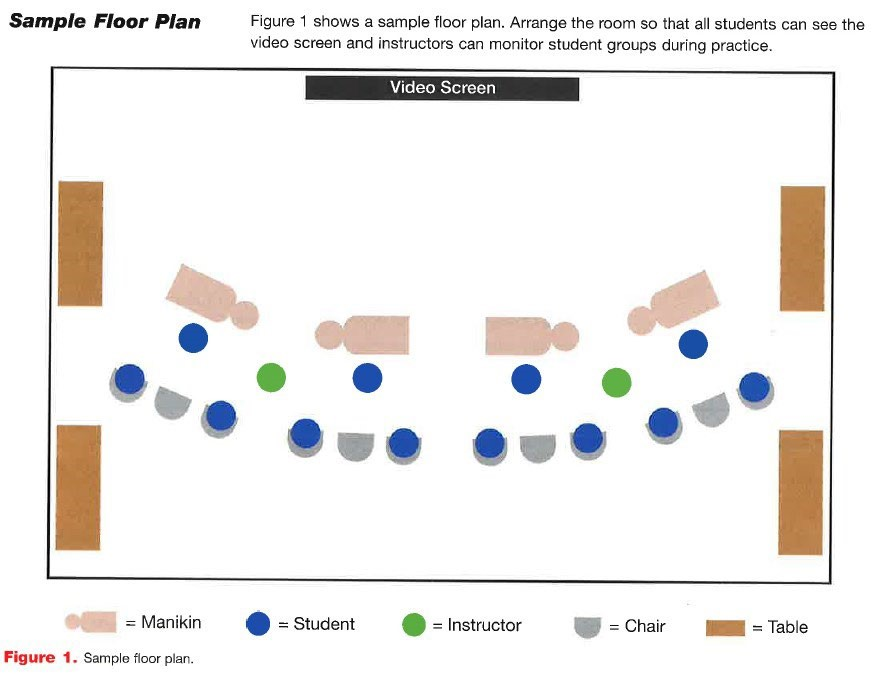 Sample Floor Plan
Figure 1 shows a sample floor plan. Arrange the room so that all students can see the
video screen and instructors can monitor student groups during practice.
Video Screen
= Manikin
= Student
= Instructor
= Chair
= Table
Figure 1. Sample floor plan.